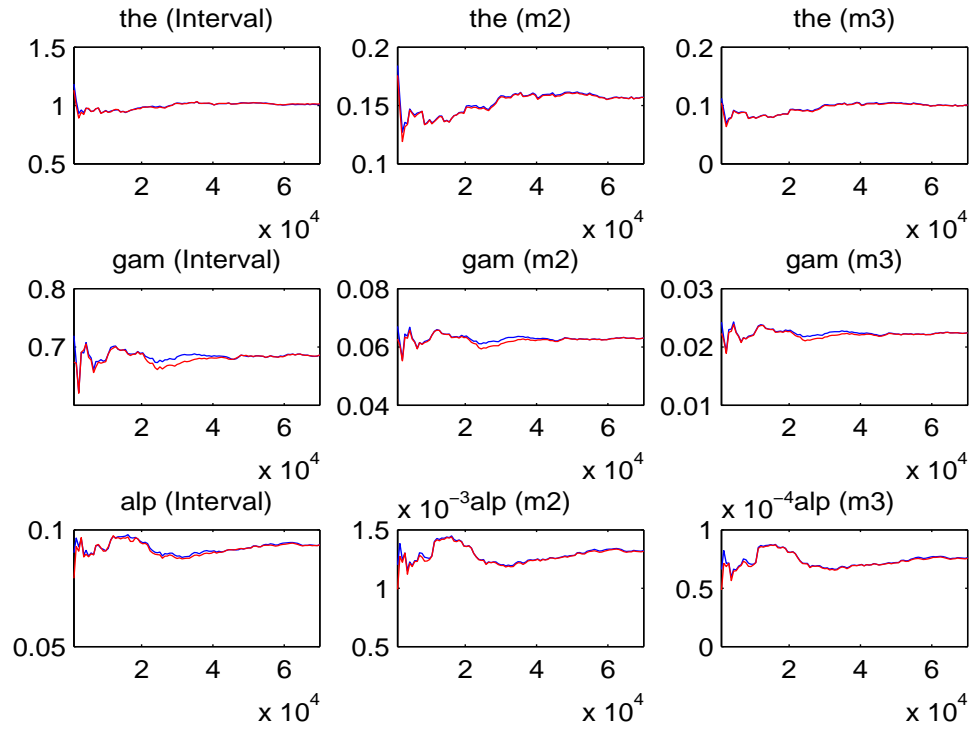 the (Interval)
the (m2)
the (m3)
1.5
1
0.5
2 4 6
x 10^4
0.2
0.15
0.1
2 4 6
x 10^4
0.2
0.1
0
2 4 6
x 10^4
gam (Interval)
gam (m2)
gam (m3)
0.8
0.7
2 4 6
x 10^4
0.08
0.06
0.04
2 4 6
x 10^4
0.03
0.02
0.01
2 4 6
x 10^4
alp (Interval)
x 10^−3 alp (m2)
x 10^−4 alp (m3)
0.1
0.05
2 4 6
x 10^4
1.5
1
0.5
2 4 6
x 10^4
1
0.5
0
2 4 6
x 10^4